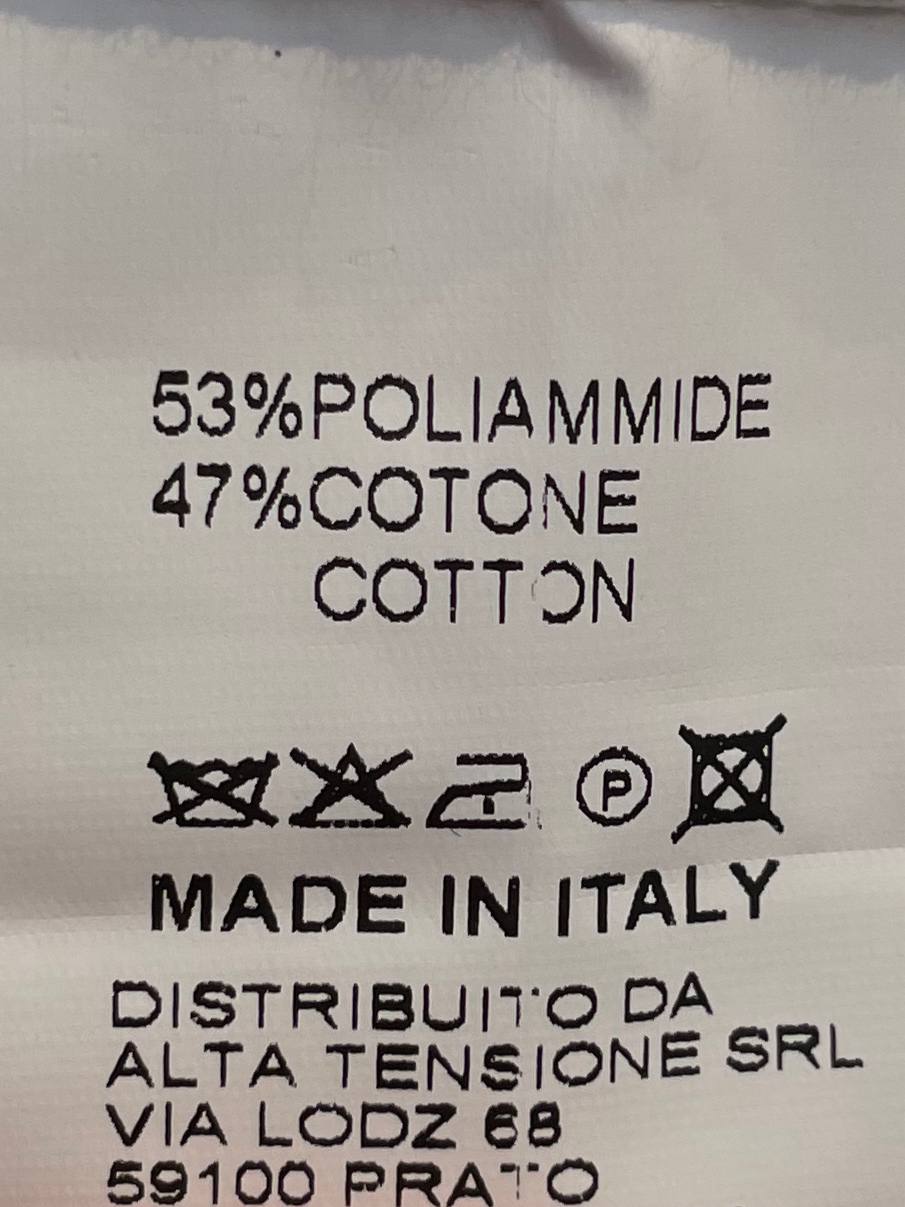 53%POLIAMMIDE
47%COTONE
COTTON
P
MADE IN ITALY
DISTRIBUITO DA
ALTA TENSIONE SRL
VIA LODZ 68
59100 PRATO